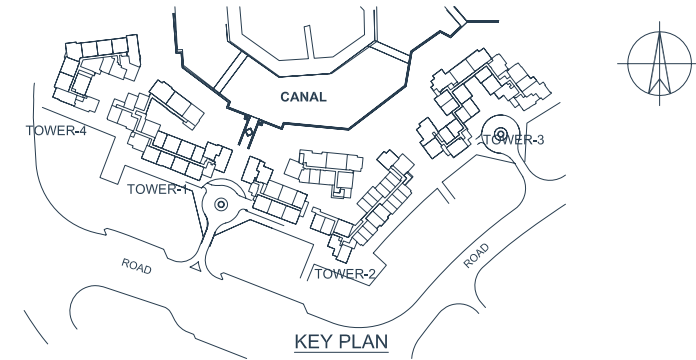 CANAL
TOWER-4
TOWER-3
TOWER-1
TOWER-2
ROAD
ROAD
KEY PLAN